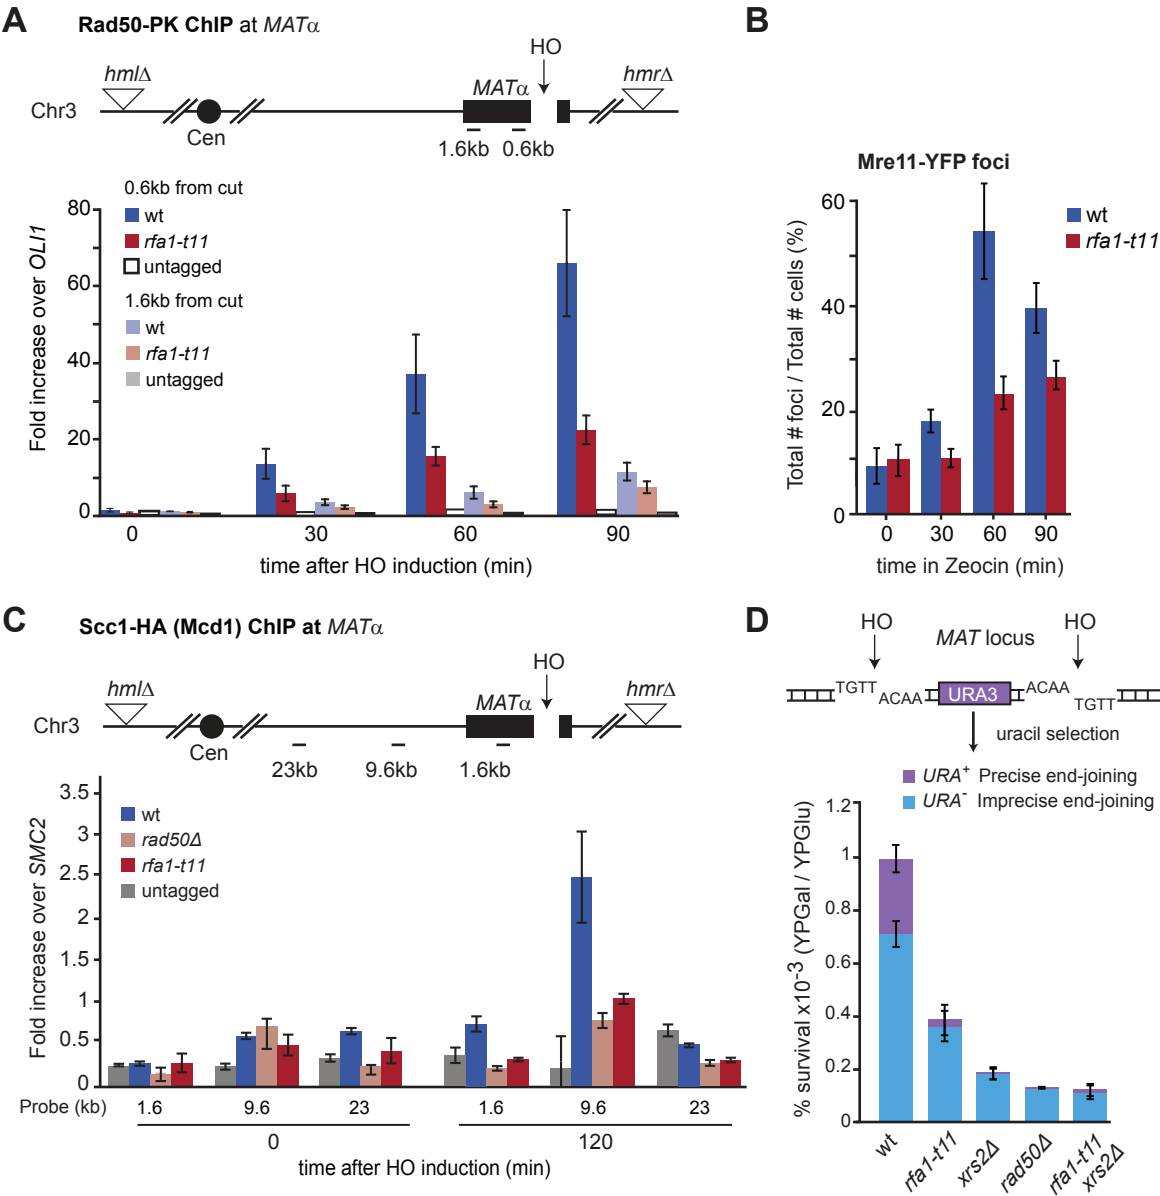 A
Rad50-PK ChIP at MATα
HO
hmlΔ
MATα
hmrΔ
Chr3
Cen
1.6kb
0.6kb
0.6kb from cut
wt
rfa1-t11
untagged
1.6kb from cut
wt
rfa1-t11
untagged
Fold increase over OLI1
80
60
40
20
0
0
30
60
90
time after HO induction (min)
B
Mre11-YFP foci
wt
rfa1-t11
Total # foci / Total # cells (%)
60
40
20
0
0
30
60
90
time in Zeocin (min)
C
Scc1-HA (Mcd1) ChIP at MATα
HO
hmlΔ
MATα
hmrΔ
Chr3
Cen
23kb
9.6kb
1.6kb
wt
rad50Δ
rfa1-t11
untagged
Fold increase over SMC2
3.5
3
2.5
2
1.5
1
0.5
0
Probe (kb)
1.6
9.6
23
1.6
9.6
23
0
120
time after HO induction (min)
D
HO
MAT locus
HO
TGTT
ACAA
URA3
ACAA
TGTT
uracil selection
URA+ Precise end-joining
URA- Imprecise end-joining
% survival x10-3 (YPGal / YPGlu)
1.2
1
0.8
0.6
0.4
0.2
0
wt
rfa1-t11
xrs2Δ
rad50Δ
rfa1-t11
xrs2Δ